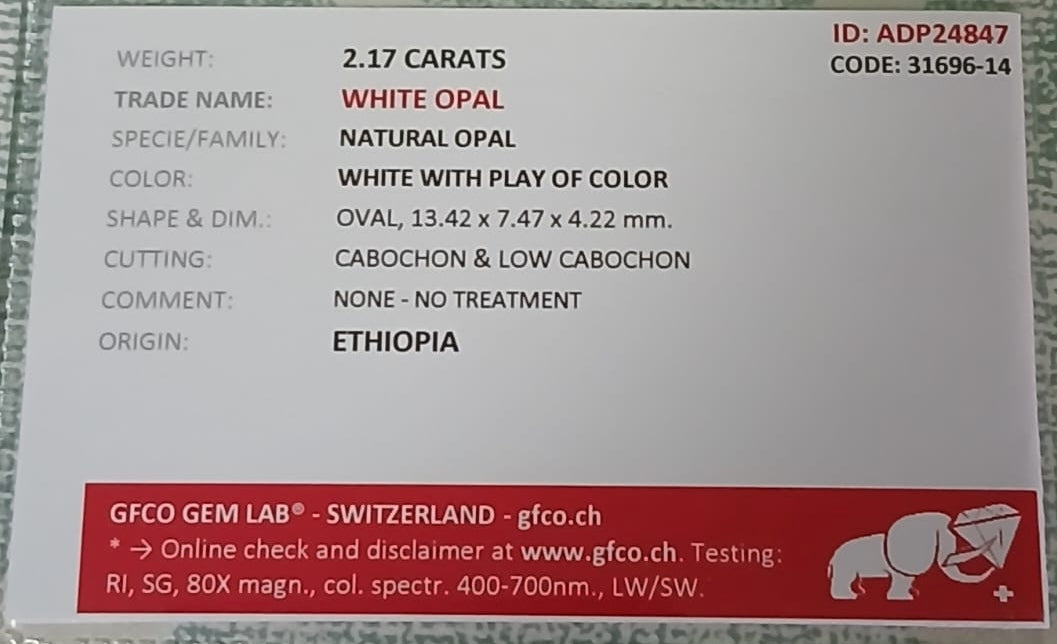 ID: ADP24847
CODE: 31696-14
WEIGHT: 2.17 CARATS
TRADE NAME: WHITE OPAL
SPECIE/FAMILY: NATURAL OPAL
COLOR: WHITE WITH PLAY OF COLOR
SHAPE & DIM.: OVAL, 13.42 x 7.47 x 4.22 mm.
CUTTING: CABOCHON & LOW CABOCHON
COMMENT: NONE - NO TREATMENT
ORIGIN: ETHIOPIA
GFCO GEM LAB® - SWITZERLAND - gfco.ch
* → Online check and disclaimer at www.gfco.ch. Testing:
RI, SG, 80X magn., col. spectr. 400-700nm., LW/SW.